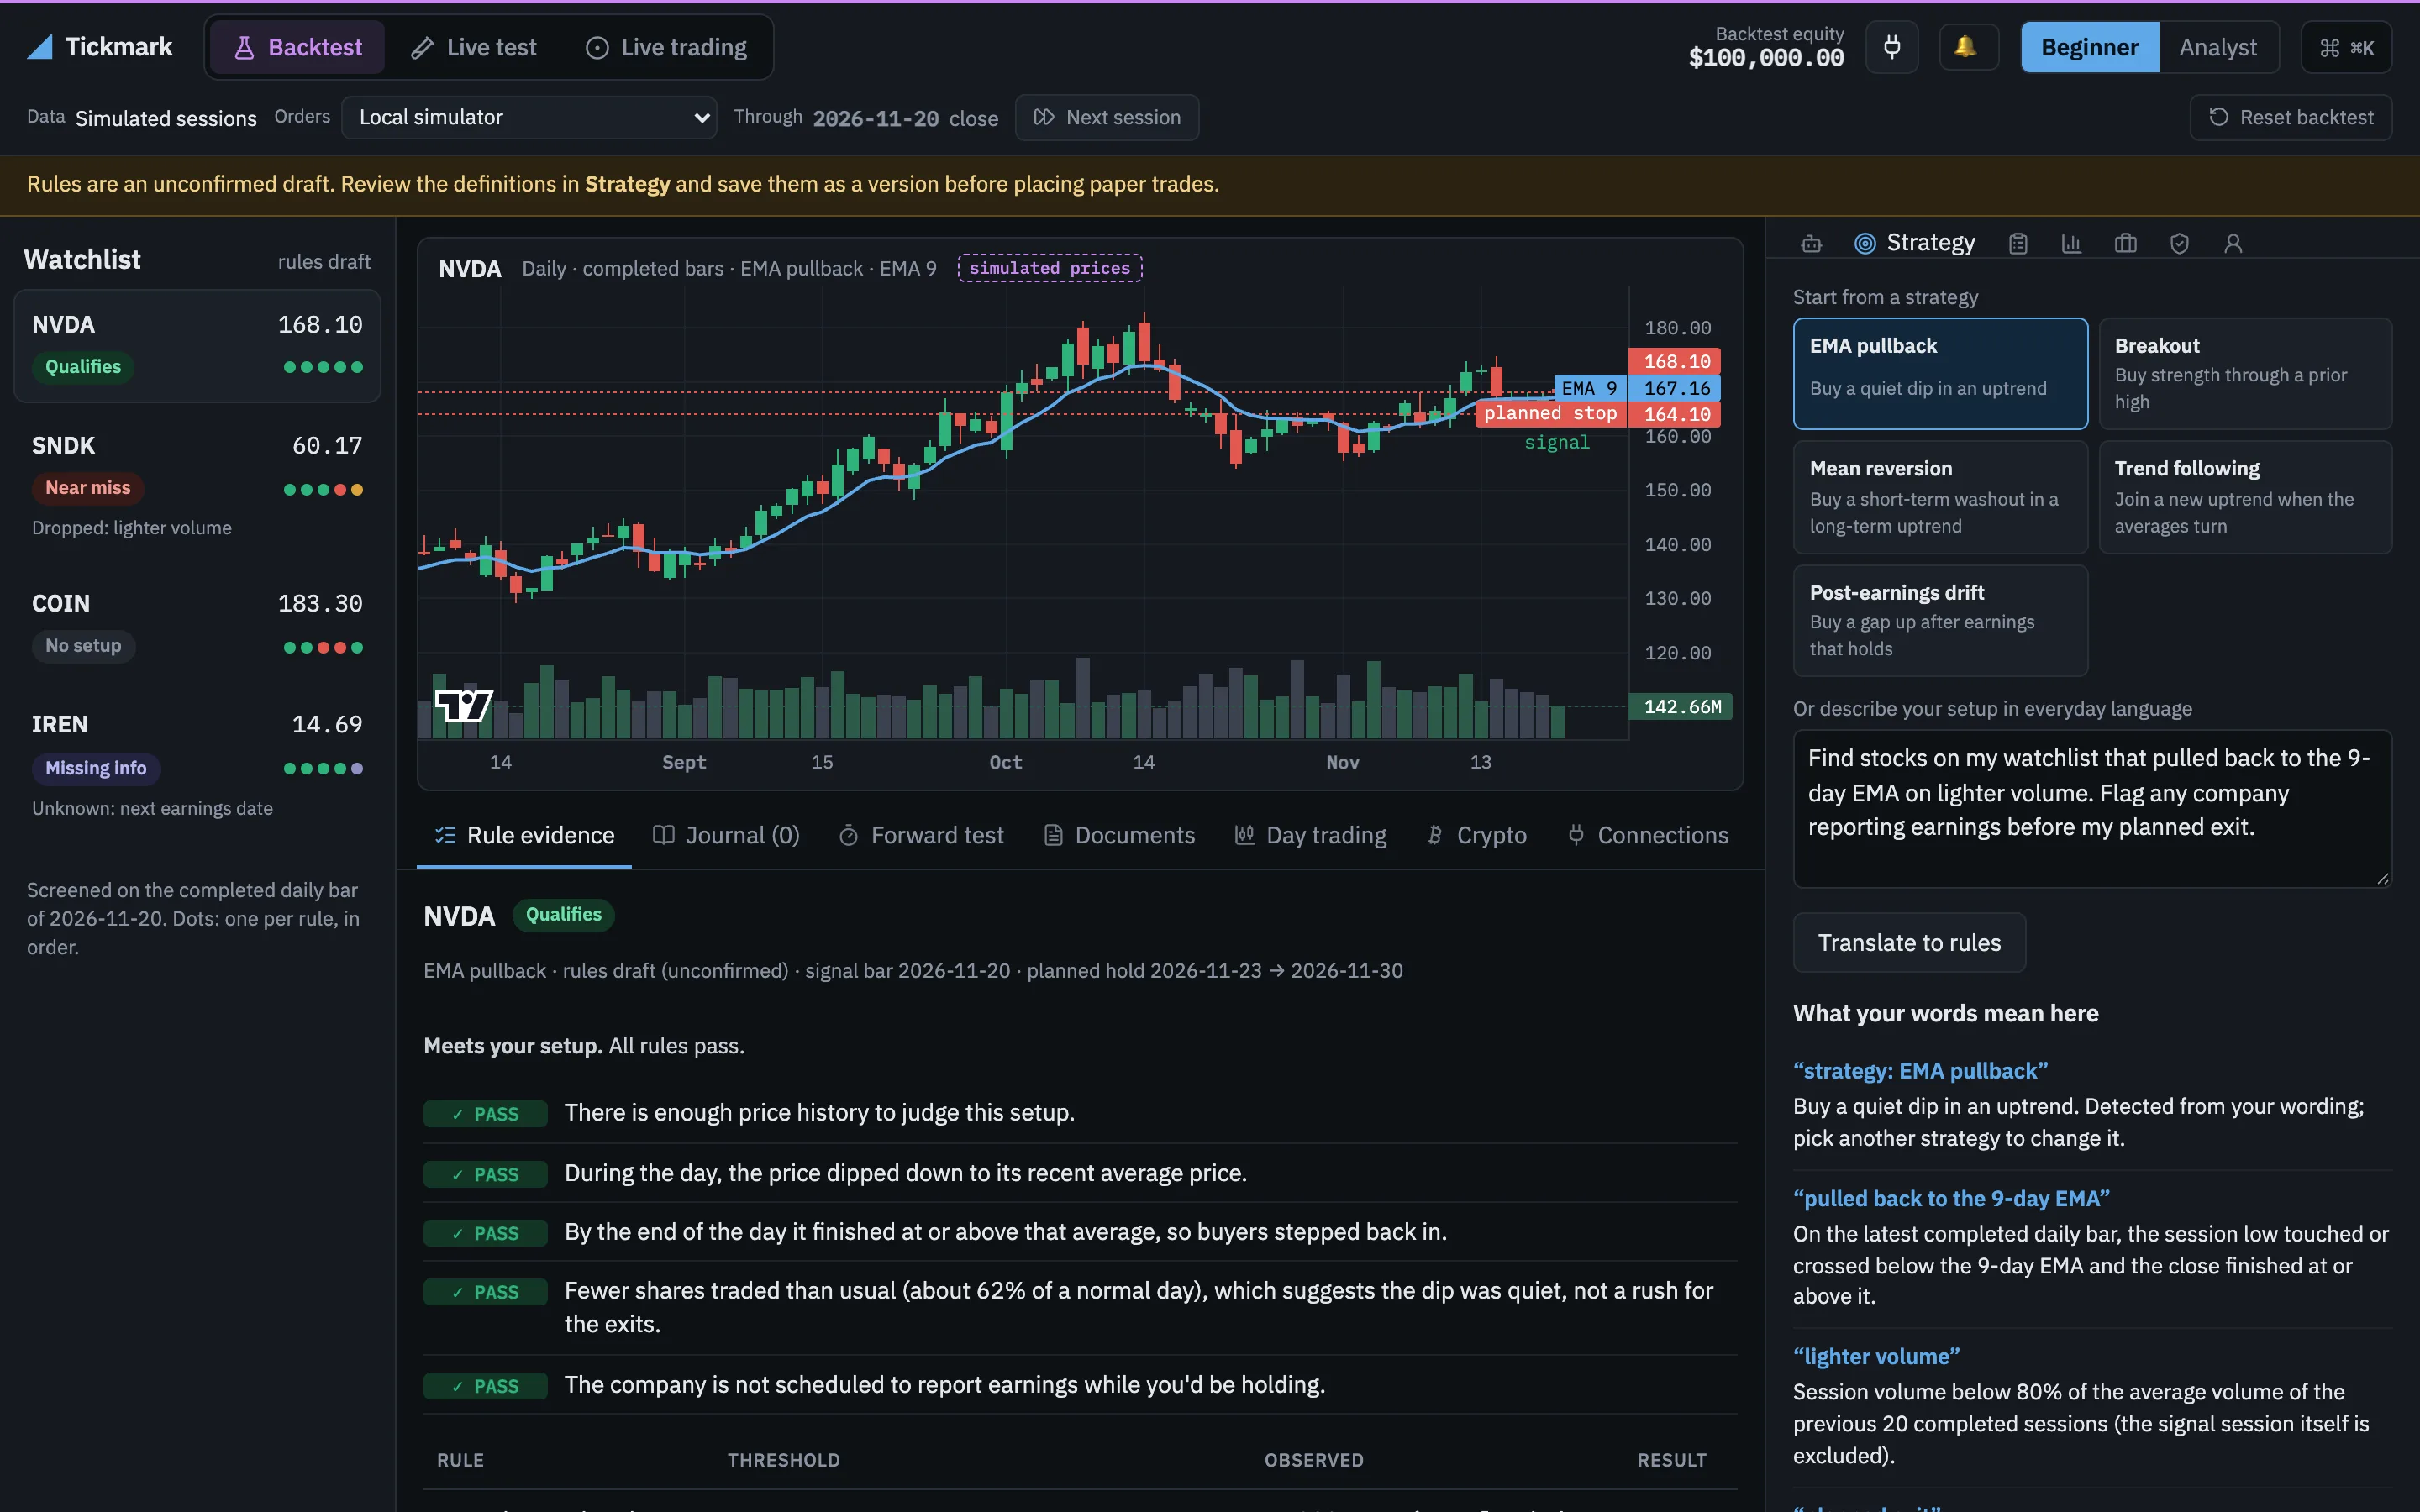 Tickmark
Backtest
Live test
Live trading
Backtest equity
$100,000.00
Beginner
Analyst
⌘ ⌘K
Data Simulated sessions Orders Local simulator Through 2026-11-20 close Next session Reset backtest
Rules are an unconfirmed draft. Review the definitions in Strategy and save them as a version before placing paper trades.
Watchlist rules draft
NVDA 168.10
Qualifies
SNDK 60.17
Near miss
Dropped: lighter volume
COIN 183.30
No setup
IREN 14.69
Missing info
Unknown: next earnings date
Screened on the completed daily bar
of 2026-11-20. Dots: one per rule, in
order.
NVDA Daily · completed bars · EMA pullback · EMA 9 simulated prices
180.00
168.10
EMA 9 167.16
planned stop 164.10
160.00
signal
150.00
140.00
130.00
120.00
142.66M
14 Sept 15 Oct 14 Nov 13
Rule evidence Journal (0) Forward test Documents Day trading Crypto Connections
NVDA Qualifies
EMA pullback · rules draft (unconfirmed) · signal bar 2026-11-20 · planned hold 2026-11-23 → 2026-11-30
Meets your setup. All rules pass.
✓ PASS There is enough price history to judge this setup.
✓ PASS During the day, the price dipped down to its recent average price.
✓ PASS By the end of the day it finished at or above that average, so buyers stepped back in.
✓ PASS Fewer shares traded than usual (about 62% of a normal day), which suggests the dip was quiet, not a rush for
the exits.
✓ PASS The company is not scheduled to report earnings while you'd be holding.
RULE THRESHOLD OBSERVED RESULT
Strategy
Start from a strategy
EMA pullback
Buy a quiet dip in an uptrend
Breakout
Buy strength through a prior
high
Mean reversion
Buy a short-term washout in a
long-term uptrend
Trend following
Join a new uptrend when the
averages turn
Post-earnings drift
Buy a gap up after earnings
that holds
Or describe your setup in everyday language
Find stocks on my watchlist that pulled back to the 9-
day EMA on lighter volume. Flag any company
reporting earnings before my planned exit.
Translate to rules
What your words mean here
“strategy: EMA pullback”
Buy a quiet dip in an uptrend. Detected from your wording;
pick another strategy to change it.
“pulled back to the 9-day EMA”
On the latest completed daily bar, the session low touched or
crossed below the 9-day EMA and the close finished at or
above it.
“lighter volume”
Session volume below 80% of the average volume of the
previous 20 completed sessions (the signal session itself is
excluded).